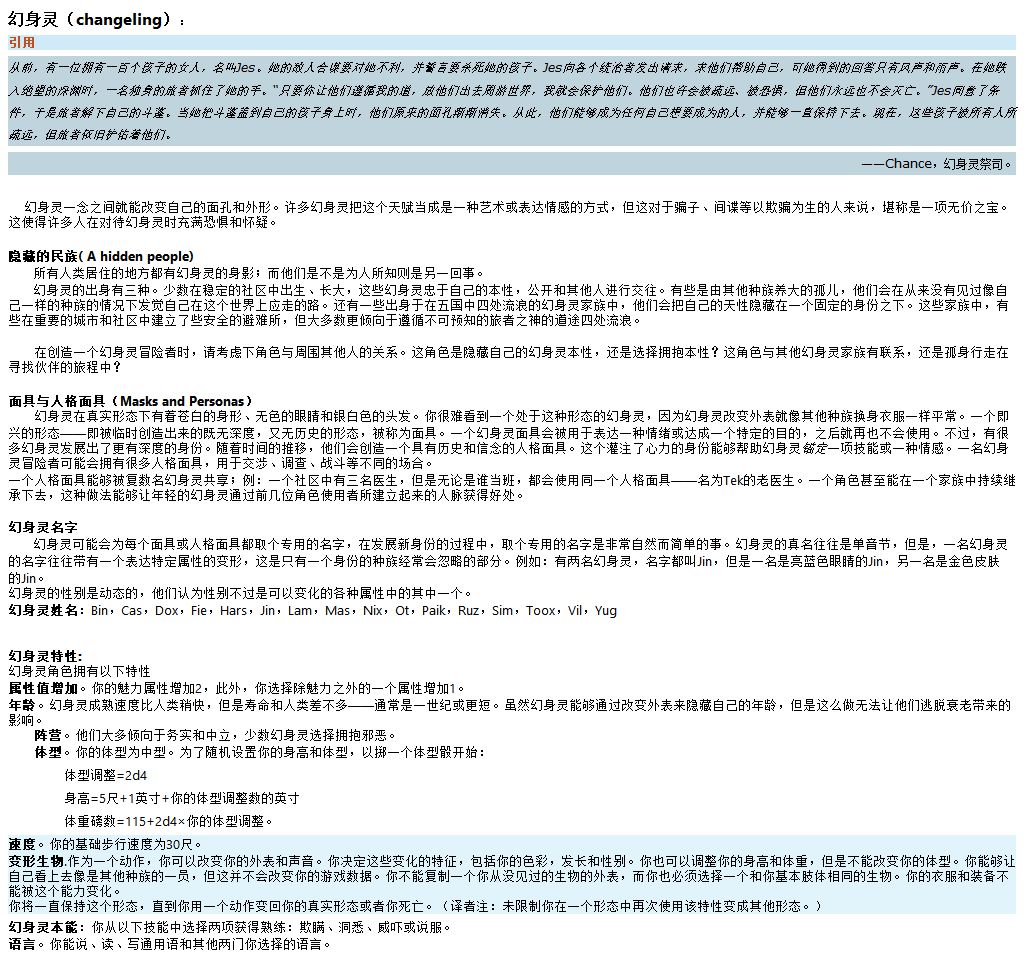 幻身灵（changeling）：
引用
从前，有一位拥有一百个孩子的女人，名叫Jes。她的敌人合谋要对她不利，并誓言要杀死她的孩子。Jes向各个统治者发出请求，求他们帮助自己，可她得到的回答只有风声和雨声。在她跌
入绝望的深渊时，一名独身的旅者抓住了她的手。“只要你让他们遵循我的道，放他们出去周游世界，我就会保护他们。他们也许会被疏远、被恐惧，但他们永远也不会灭亡。”Jes同意了条
件，于是旅者解下自己的斗篷。当她把斗篷盖到自己的孩子身上时，他们原来的面孔渐渐消失。从此，他们能够成为任何自己想要成为的人，并能够一直保持下去。现在，这些孩子被所有人所
疏远，但旅者依旧护佑着他们。
——Chance，幻身灵祭司。
幻身灵一念之间就能改变自己的面孔和外形。许多幻身灵把这个天赋当成是一种艺术或表达情感的方式，但这对于骗子、间谍等以欺骗为生的人来说，堪称是一项无价之宝。
这使得许多人在对待幻身灵时充满恐惧和怀疑。
隐藏的民族( A hidden people)
所有人类居住的地方都有幻身灵的身影；而他们是不是为人所知则是另一回事。
幻身灵的出身有三种。少数在稳定的社区中出生、长大，这些幻身灵忠于自己的本性，公开和其他人进行交往。有些是由其他种族养大的孤儿，他们会在从来没有见过像自
己一样的种族的情况下发觉自己在这个世界上应走的路。还有一些出身于在五国中四处流浪的幻身灵家族中，他们会把自己的天性隐藏在一个固定的身份之下。这些家族中，有
些在重要的城市和社区中建立了些安全的避难所，但大多数更倾向于遵循不可预知的旅者之神的道途四处流浪。
在创造一个幻身灵冒险者时，请考虑下角色与周围其他人的关系。这角色是隐藏自己的幻身灵本性，还是选择拥抱本性？这角色与其他幻身灵家族有联系，还是孤身行走在
寻找伙伴的旅程中？
面具与人格面具（Masks and Personas）
幻身灵在真实形态下有着苍白的身形、无色的眼睛和银白色的头发。你很难看到一个处于这种形态的幻身灵，因为幻身灵改变外表就像其他种族换身衣服一样平常。一个即
兴的形态——即被临时创造出来的既无深度，又无历史的形态，被称为面具。一个幻身灵面具会被用于表达一种情绪或达成一个特定的目的，之后就再也不会使用。不过，有很
多幻身灵发展出了更有深度的身份。随着时间的推移，他们会创造一个具有历史和信念的人格面具。这个灌注了心力的身份能够帮助幻身灵锚定一项技能或一种情感。一名幻身
灵冒险者可能会拥有很多人格面具，用于交涉、调查、战斗等不同的场合。
一个人格面具能够被复数名幻身灵共享；例：一个社区中有三名医生，但是无论是谁当班，都会使用同一个人格面具——名为Tek的老医生。一个角色甚至能在一个家族中持续继
承下去，这种做法能够让年轻的幻身灵通过前几位角色使用者所建立起来的人脉获得好处。
幻身灵名字
幻身灵可能会为每个面具或人格面具都取个专用的名字，在发展新身份的过程中，取个专用的名字是非常自然而简单的事。幻身灵的真名往往是单音节，但是，一名幻身灵
的名字往往带有一个表达特定属性的变形，这是只有一个身份的种族经常会忽略的部分。例如：有两名幻身灵，名字都叫Jin，但是一名是亮蓝色眼睛的Jin，另一名是金色皮肤
的Jin。
幻身灵的性别是动态的，他们认为性别不过是可以变化的各种属性中的其中一个。
幻身灵姓名：Bin，Cas，Dox，Fie，Hars，Jin，Lam，Mas，Nix，Ot，Paik，Ruz，Sim，Toox，Vil，Yug
幻身灵特性:
幻身灵角色拥有以下特性
属性值增加。你的魅力属性增加2，此外，你选择除魅力之外的一个属性增加1。
年龄。幻身灵成熟速度比人类稍快，但是寿命和人类差不多——通常是一世纪或更短。虽然幻身灵能够通过改变外表来隐藏自己的年龄，但是这么做无法让他们逃脱衰老带来的
影响。
阵营。他们大多倾向于务实和中立，少数幻身灵选择拥抱邪恶。
体型。你的体型为中型。为了随机设置你的身高和体型，以掷一个体型骰开始：
体型调整=2d4
身高=5尺+1英寸+你的体型调整数的英寸
体重磅数=115+2d4×你的体型调整。
速度。你的基础步行速度为30尺。
变形生物.作为一个动作，你可以改变你的外表和声音。你决定这些变化的特征，包括你的色彩，发长和性别。你也可以调整你的身高和体重，但是不能改变你的体型。你能够让
自己看上去像是其他种族的一员，但这并不会改变你的游戏数据。你不能复制一个你从没见过的生物的外表，而你也必须选择一个和你基本肢体相同的生物。你的衣服和装备不
能被这个能力变化。
你将一直保持这个形态，直到你用一个动作变回你的真实形态或者你死亡。（译者注：未限制你在一个形态中再次使用该特性变成其他形态。）
幻身灵本能：你从以下技能中选择两项获得熟练：欺瞒、洞悉、威吓或说服。
语言。你能说、读、写通用语和其他两门你选择的语言。